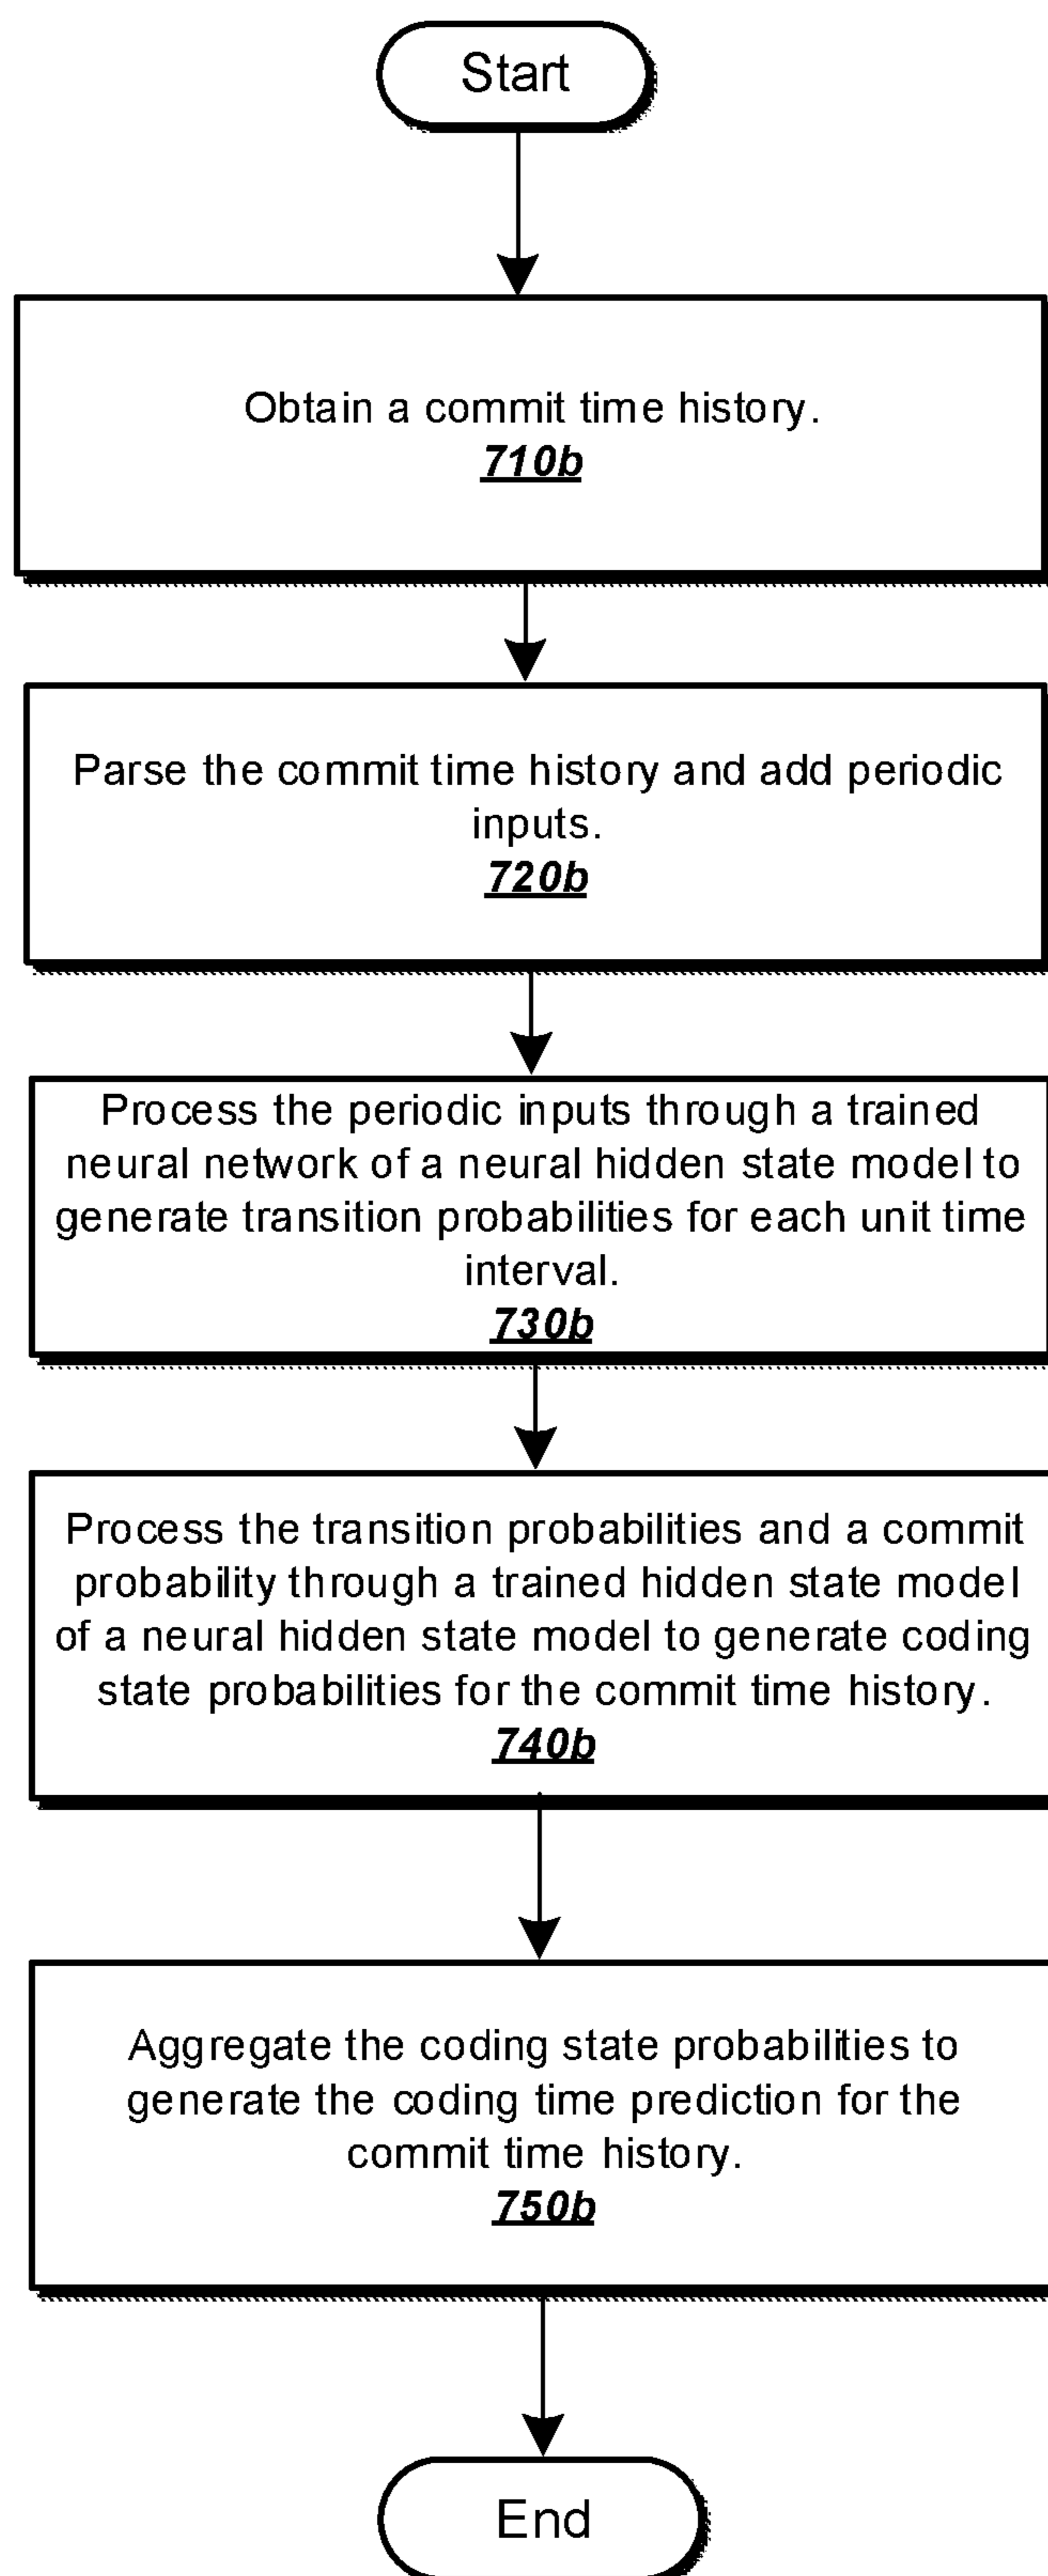 Start
Obtain a commit time history.
710b
Parse the commit time history and add periodic
inputs.
720b
Process the periodic inputs through a trained
neural network of a neural hidden state model to
generate transition probabilities for each unit time
interval.
730b
Process the transition probabilities and a commit
probability through a trained hidden state model
of a neural hidden state model to generate coding
state probabilities for the commit time history.
740b
Aggregate the coding state probabilities to
generate the coding time prediction for the
commit time history.
750b
End